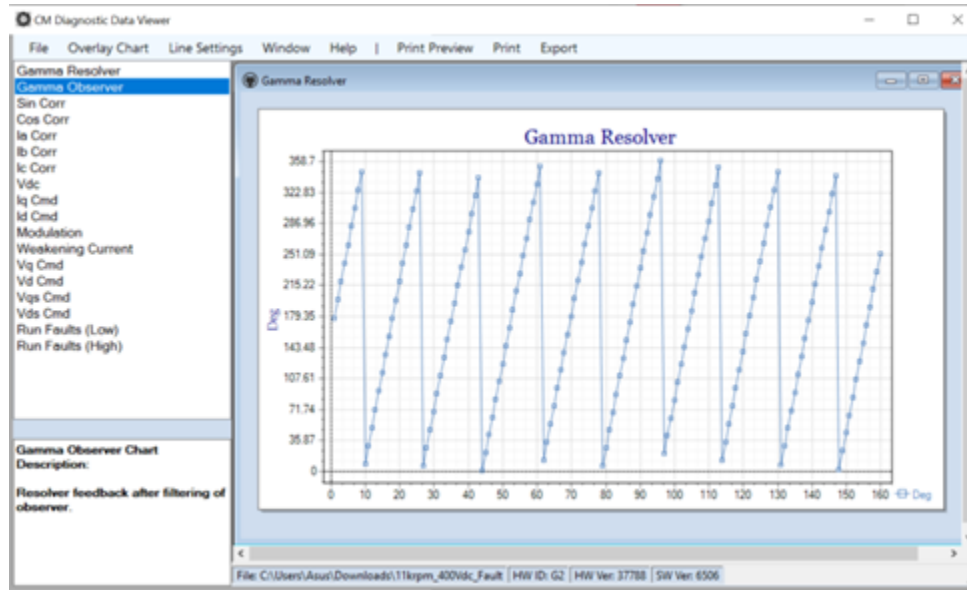 CM Diagnostic Data Viewer
File Overlay Chart Line Settings Window Help | Print Preview Print Export
Gamma Resolver
Gamma Observer
Sin Corr
Cos Corr
Ia Corr
Ib Corr
Ic Corr
Vdc
Iq Cmd
Id Cmd
Modulation
Weakening Current
Vq Cmd
Vd Cmd
Vqs Cmd
Vds Cmd
Run Faults (Low)
Run Faults (High)
Gamma Observer Chart
Description:
Resolver feedback after filtering of
observer.
Gamma Resolver
Gamma Resolver
358.7
322.83
286.96
251.09
215.22
179.35
143.48
107.61
71.74
35.87
0
Deg
0 10 20 30 40 50 60 70 80 90 100 110 120 130 140 150 160 Deg
File: C:\Users\Asus\Downloads\11krpm_400Vdc_Fault HW ID: G2 HW Ver: 37788 SW Ver: 6506